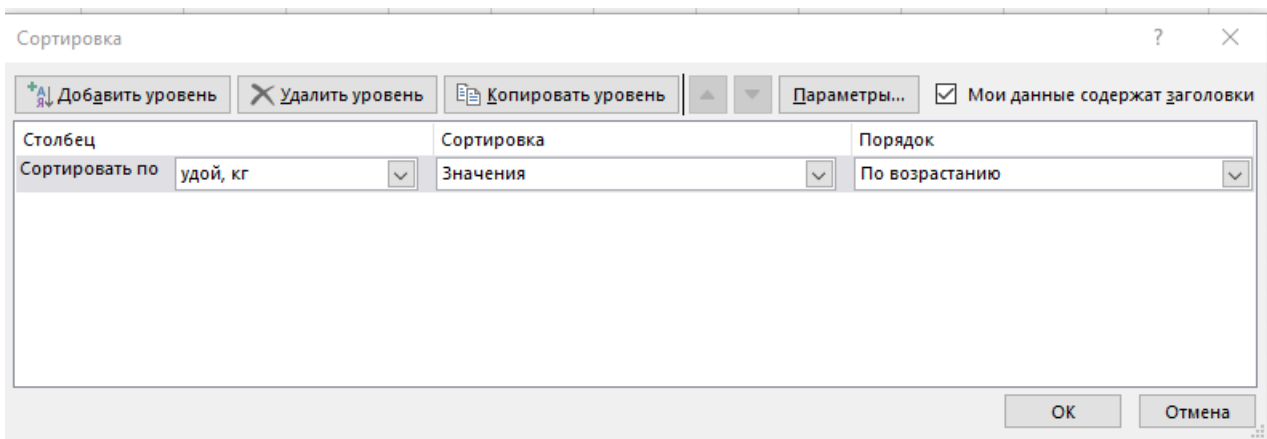 Сортировка
Добавить уровень Удалить уровень Копировать уровень Параметры... Мои данные содержат заголовки
Столбец Сортировка Порядок
Сортировать по удой, кг Значения По возрастанию
ОК Отмена